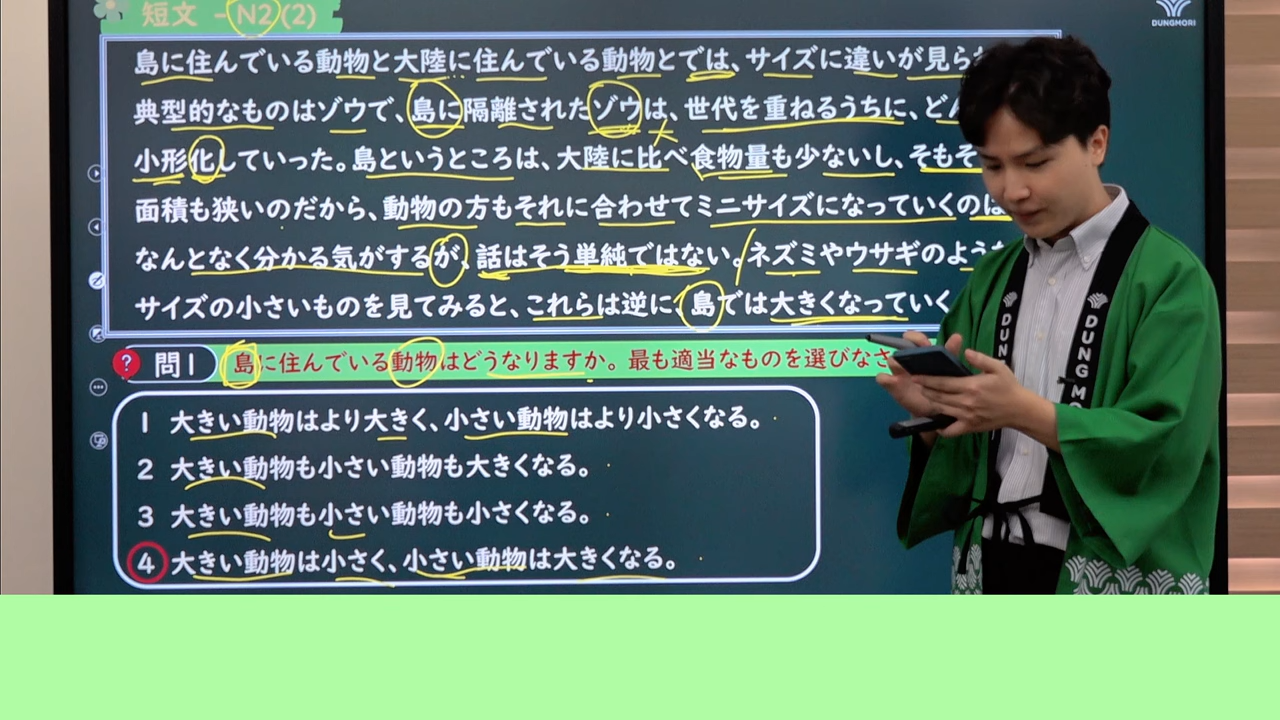 短文 - N2 (2)
DUNGMORI
島に住んでいる動物と大陸に住んでいる動物とでは、サイズに違いが見ら
典型的なものはゾウで、島に隔離されたゾウは、世代を重ねるうちに、どん
大
小形化していった。島というところは、大陸に比べ食物量も少ないし、そもそ
面積も狭いのだから、動物の方もそれに合わせてミニサイズになっていくのは
なんとなく分かる気がするが、話はそう単純ではない。ネズミやウサギのような
サイズの小さいものを見てみると、これらは逆に、島では大きくなっていく
? 問1 島に住んでいる動物はどうなりますか。最も適当なものを選びなさ
1 大きい動物はより大きく、小さい動物はより小さくなる。
2 大きい動物も小さい動物も大きくなる。
3 大きい動物も小さい動物も小さくなる。
4 大きい動物は小さく、小さい動物は大きくなる。
DUN
DUNGMO